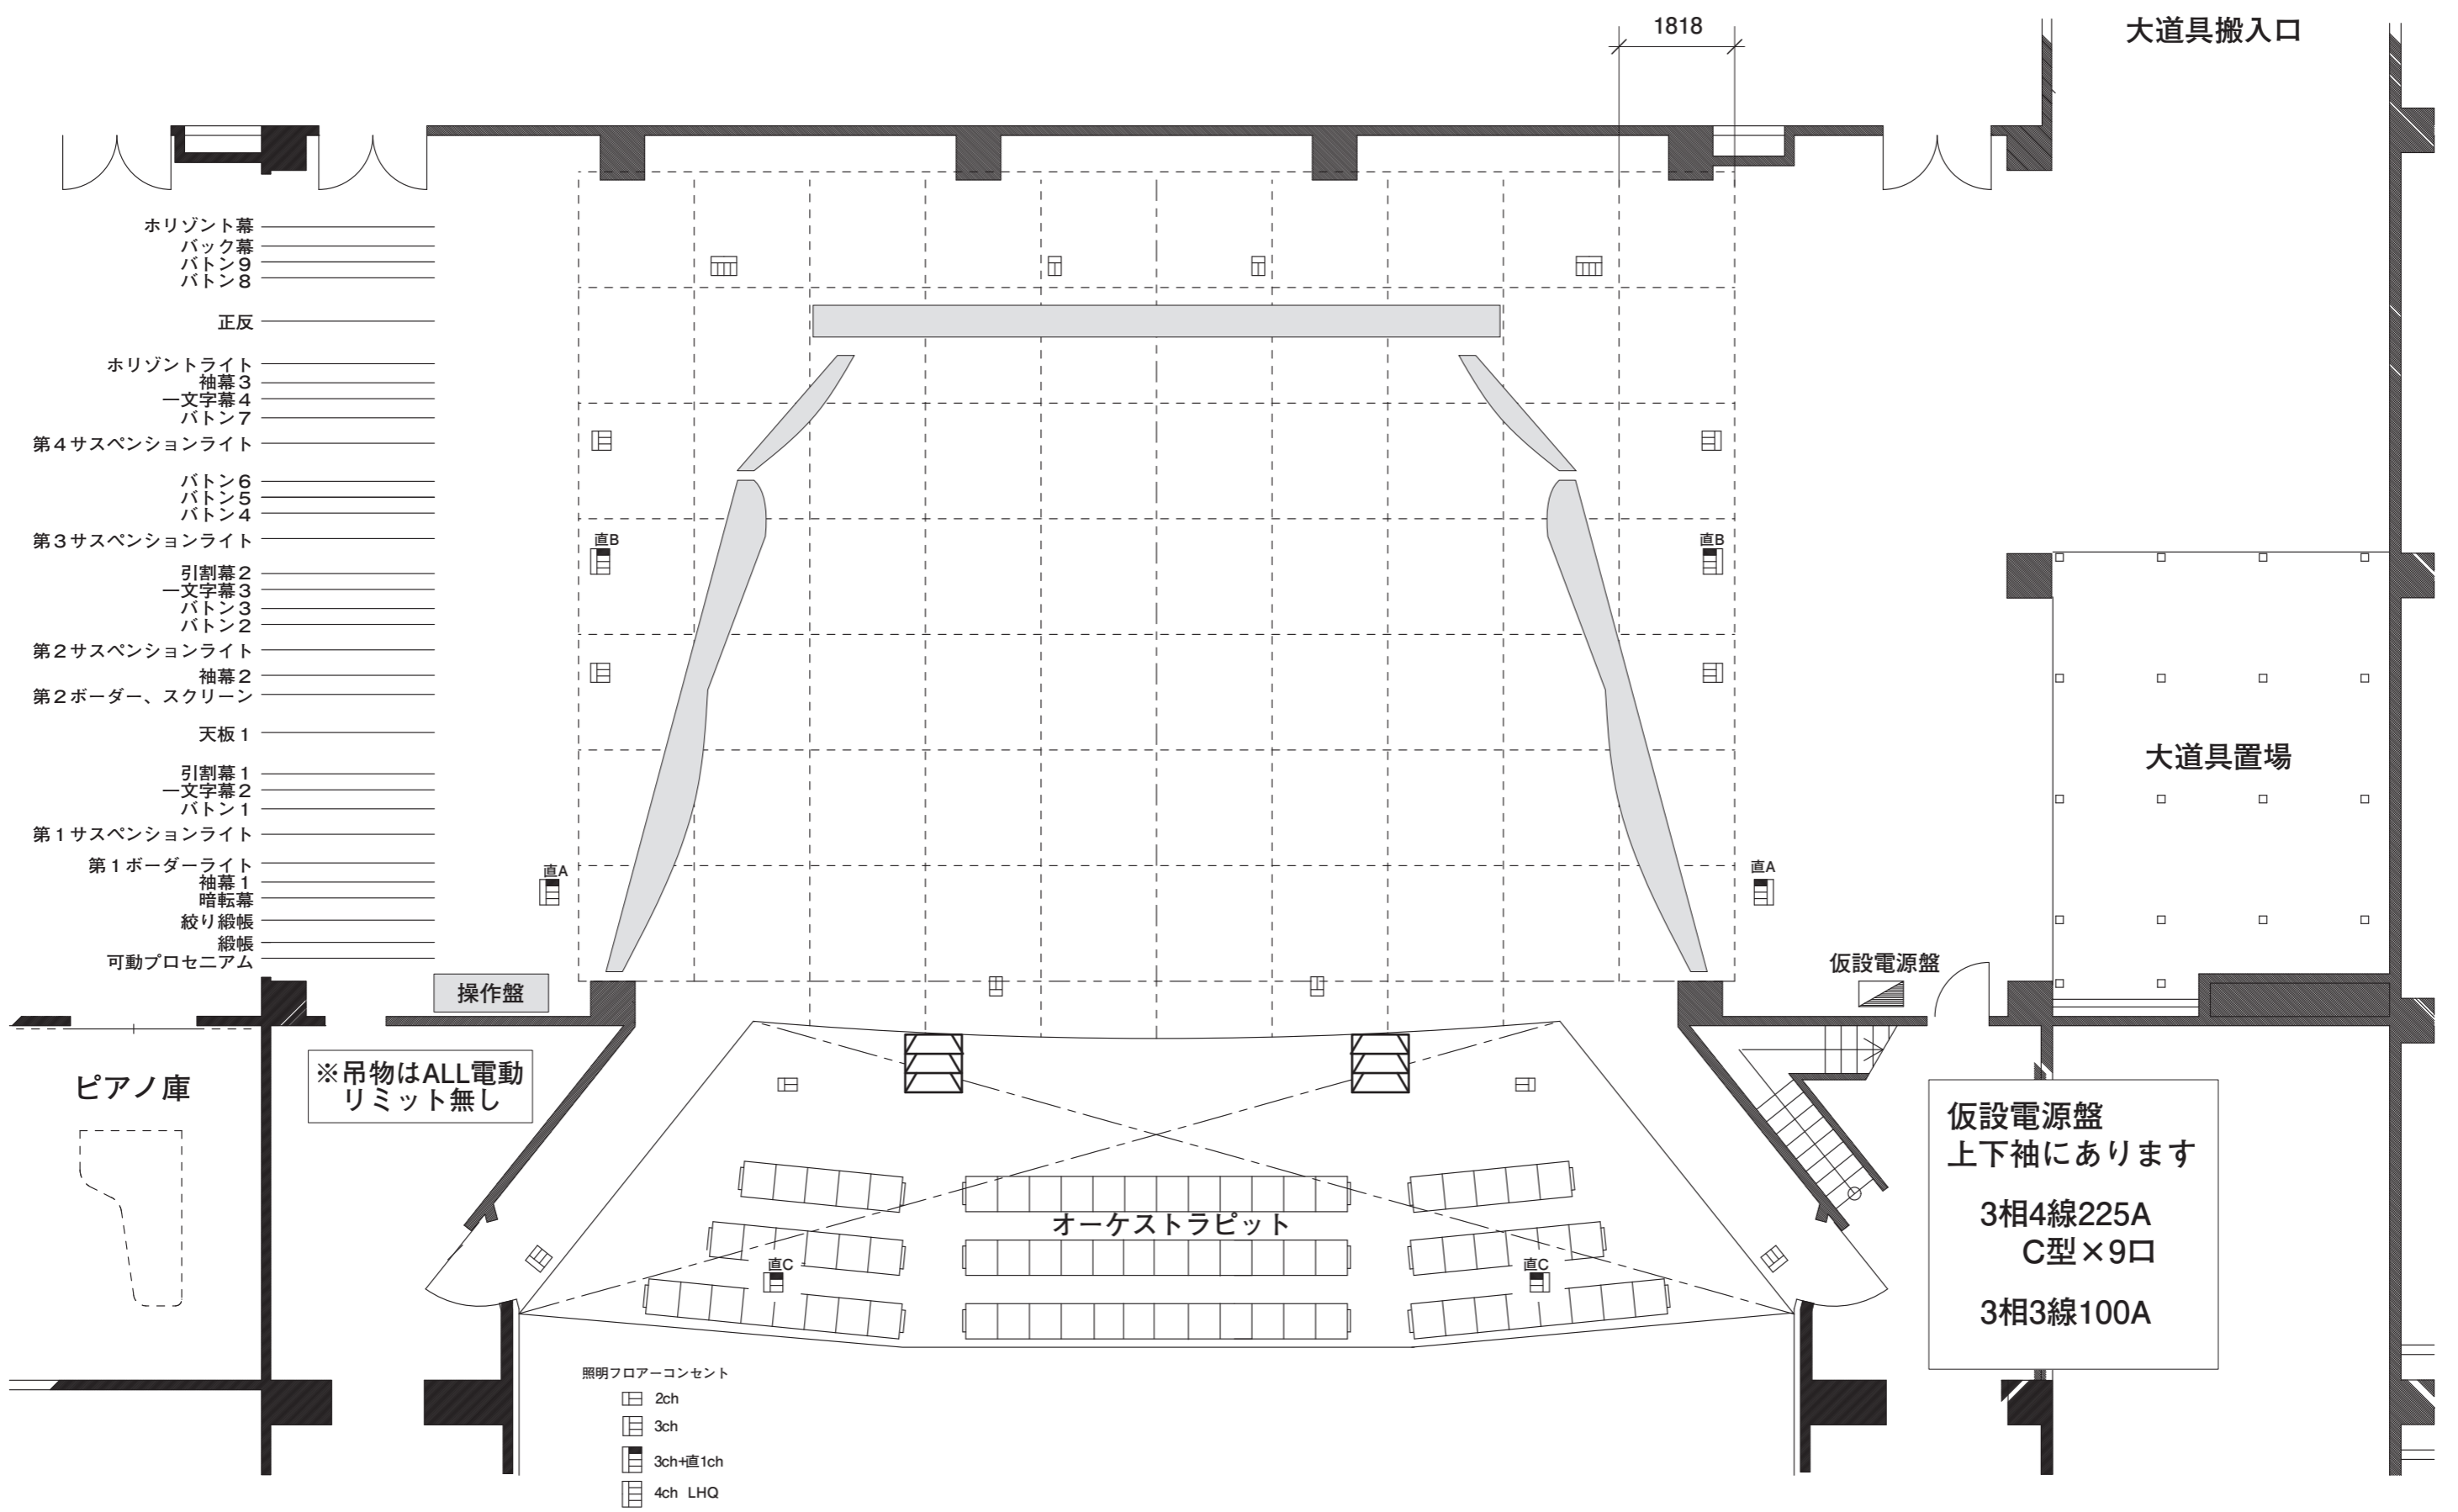 1818
大道具搬入口
ホリゾント幕
バック幕
バトン9
バトン8
正反
ホリゾントライト
袖幕3
一文字幕4
バトン7
第4サスペンションライト
バトン6
バトン5
バトン4
第3サスペンションライト
引割幕2
一文字幕3
バトン3
バトン2
第2サスペンションライト
袖幕2
第2ボーダー、スクリーン
天板1
引割幕1
一文字幕2
バトン1
第1サスペンションライト
第1ボーダーライト
袖幕1
暗転幕
絞り緞帳
緞帳
可動プロセニアム
直B
直B
直A
直A
大道具置場
仮設電源盤
操作盤
※吊物はALL電動
リミット無し
ピアノ庫
オーケストラピット
直C
直C
仮設電源盤
上下袖にあります
3相4線225A
C型×9口
3相3線100A
照明フロアーコンセント
2ch
3ch
3ch+直1ch
4ch LHQ